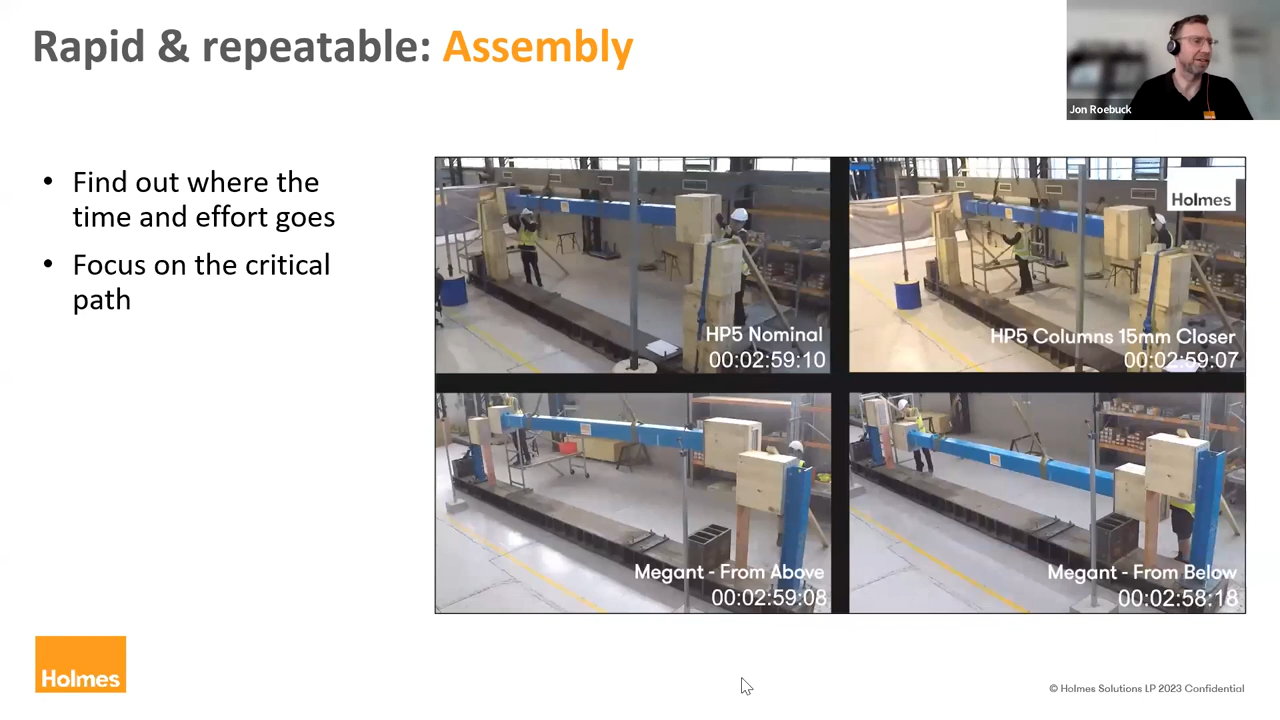 Rapid & repeatable: Assembly
Jon Roebuck
• Find out where the
time and effort goes
• Focus on the critical
path
Holmes
HP5 Nominal
00:02:59:10
HP5 Columns 15mm Closer
00:02:59:07
Megant - From Above
00:02:59:08
Megant - From Below
00:02:58:18
Holmes
© Holmes Solutions LP 2023 Confidential